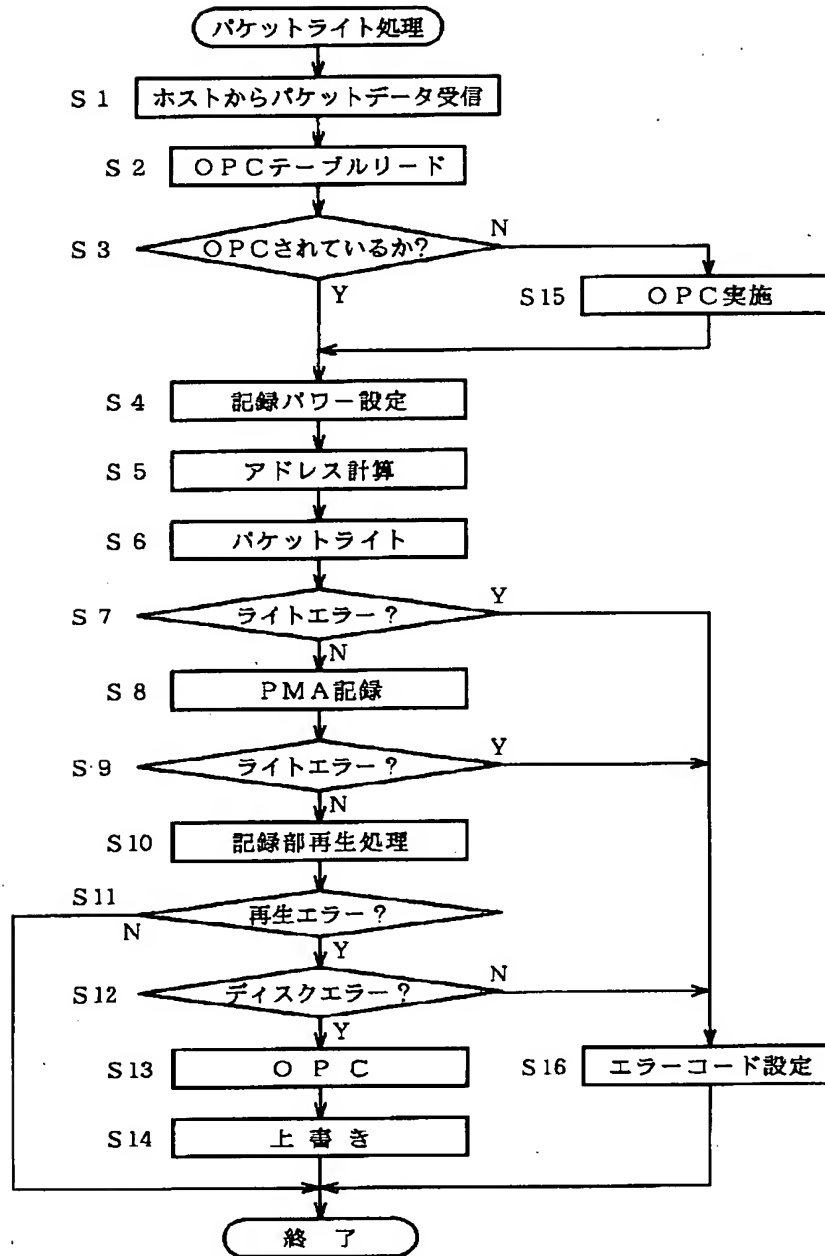 パケットライト処理
S1 ホストからパケットデータ受信
S2 OPCテーブルリード
S3 OPCされているか? N
Y
S15 OPC実施
S4 記録パワー設定
S5 アドレス計算
S6 パケットライト
S7 ライトエラー? Y
N
S8 PMA記録
S9 ライトエラー? Y
N
S10 記録部再生処理
S11 再生エラー?
N
Y
S12 ディスクエラー? N
Y
S13 OPC
S16 エラーコード設定
S14 上書き
終了